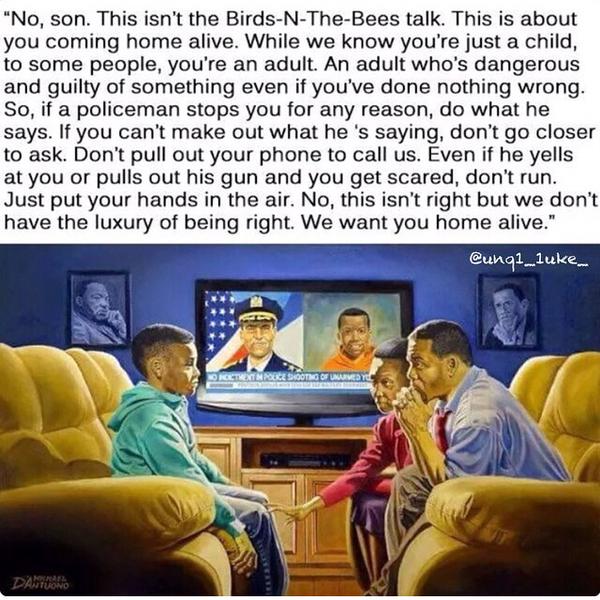 "No, son. This isn't the Birds-N-The-Bees talk. This is about
you coming home alive. While we know you're just a child,
to some people, you're an adult. An adult who's dangerous
and guilty of something even if you've done nothing wrong.
So, if a policeman stops you for any reason, do what he
says. If you can't make out what he 's saying, don't go closer
to ask. Don't pull out your phone to call us. Even if he yells
at you or pulls out his gun and you get scared, don't run.
Just put your hands in the air. No, this isn't right but we don't
have the luxury of being right. We want you home alive."
@unq1_1uke_
NO INDICTMENT IN POLICE SHOOTING OF UNARMED YO
MICHAEL
D'ANTUONO